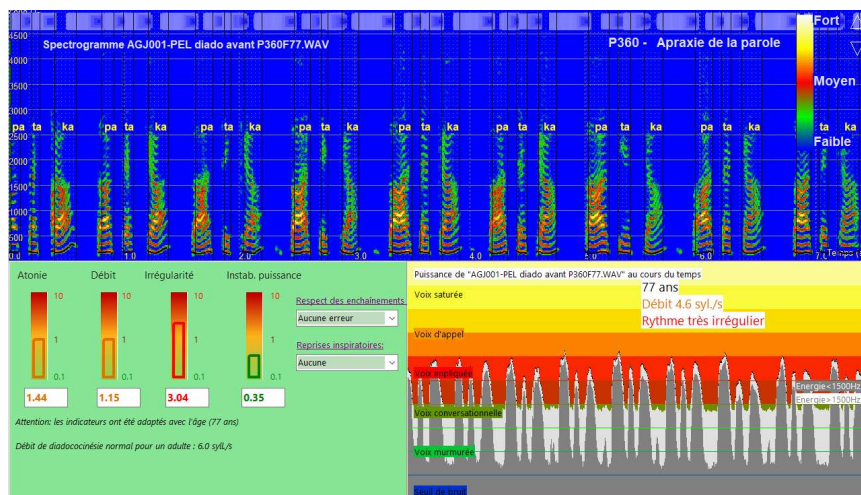 Spectrogramme AGJ001-PEL diado avant P360F77.WAV
P360 - Apraxie de la parole
Fort
Moyen
Faible
4500
4000
3500
3000
2500
2000
1500
1000
500
pa ta ka pa ta ka pa ta ka pa ta ka pa ta ka pa ta ka pa ta ka pa ta ka ta ka
0.0 1.0 2.0 3.0 4.0 5.0 6.0 7.0
Atonie Débit Irrégularité Instab. puissance
10 10 10 10
1 1 1 1
0.1 0.1 0.1 0.1
1.44 1.15 3.04 0.35
Respect des enchaînements
Aucune erreur
Reprises inspiratoires:
Aucune
Attention: les indicateurs ont été adaptés avec l'âge (77 ans)
Débit de diadococinésie normal pour un adulte : 6.0 syll./s
Puissance de "AGJ001-PEL diado avant P360F77.WAV" au cours du temps
77 ans
Débit 4.6 syl./s
Rythme très irrégulier
Voix saturée
Voix d'appel
Voix impliquée
Energie<1500Hz
Energie>1500Hz
Voix conversationnelle
Voix murmurée
Seuil de bruit